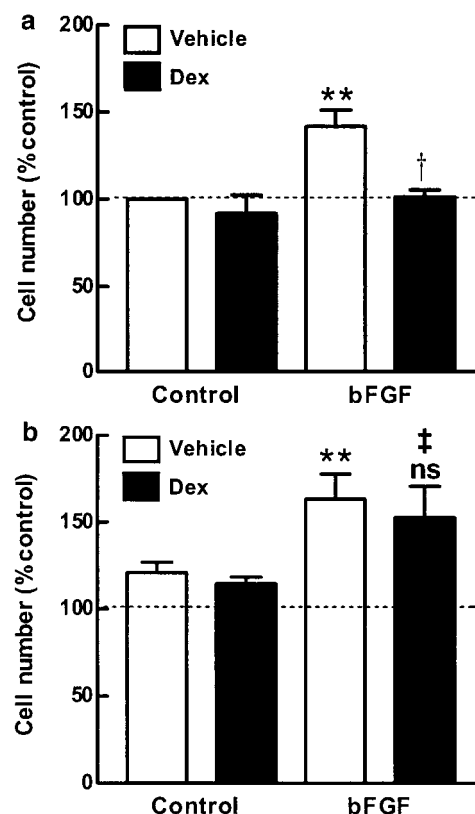 a
Cell number (%control)
200
150
100
50
0
Vehicle
Dex
**
†
Control bFGF
b
Cell number (%control)
200
150
100
50
0
Vehicle
Dex
**
‡
ns
Control bFGF